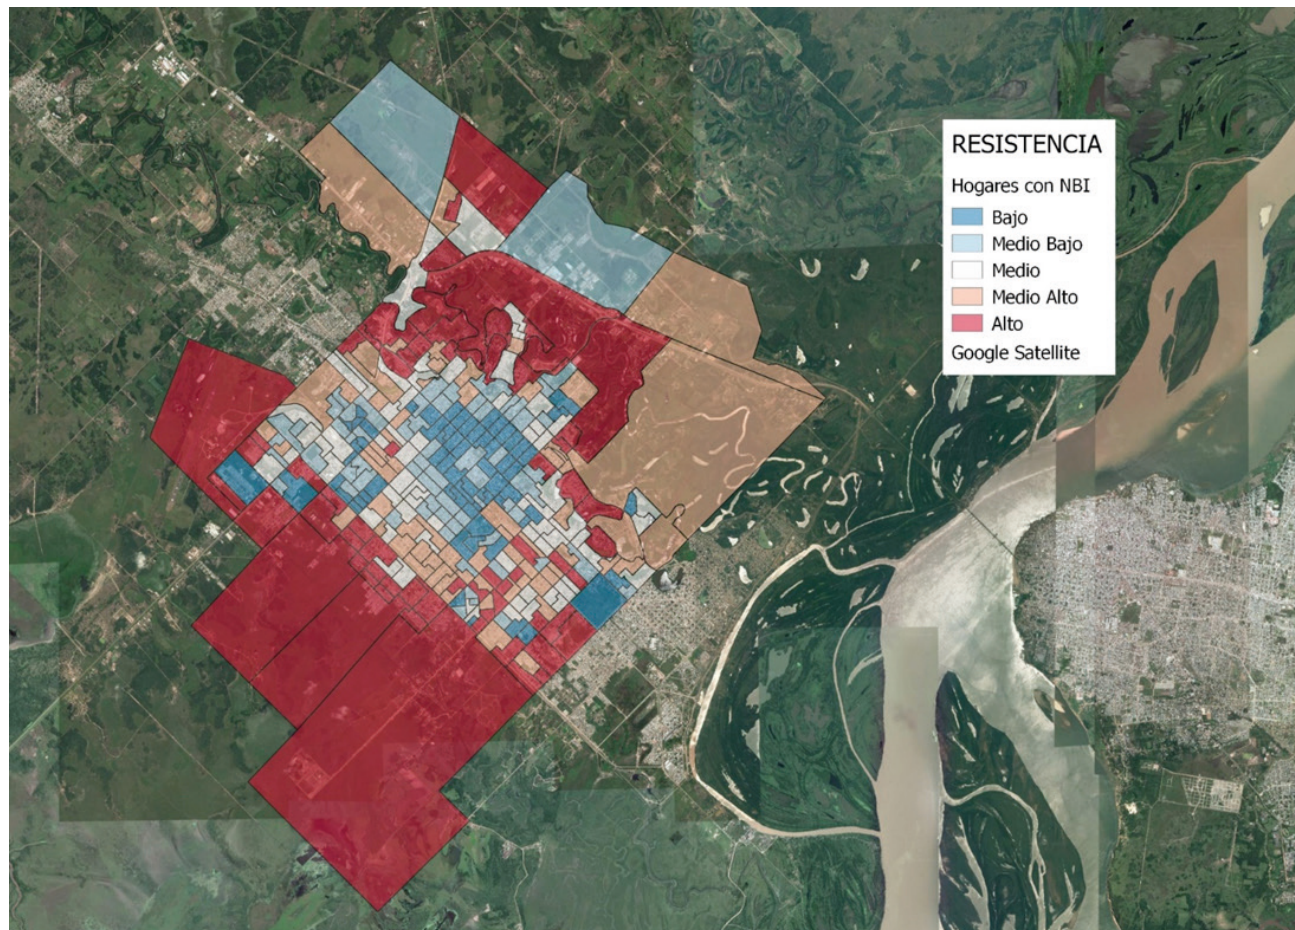 RESISTENCIA
Hogares con NBI
Bajo
Medio Bajo
Medio
Medio Alto
Alto
Google Satellite